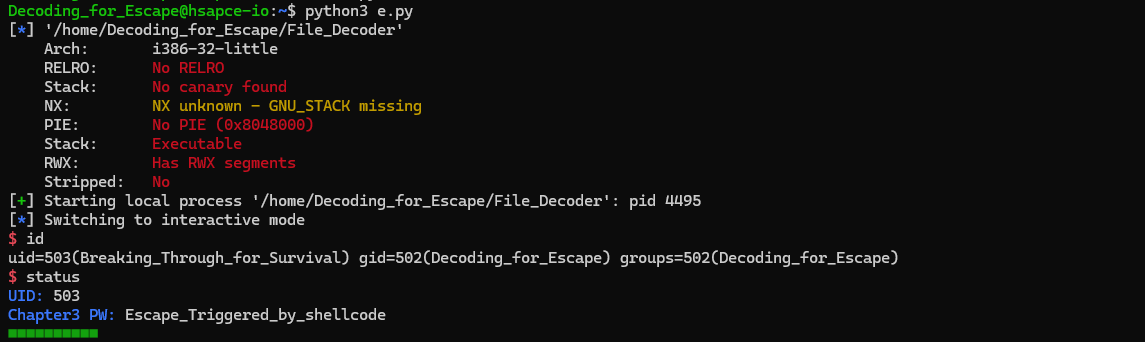 Decoding_for_Escape@hsapce-io:~$ python3 e.py
[*] '/home/Decoding_for_Escape/File_Decoder'
    Arch:       i386-32-little
    RELRO:      No RELRO
    Stack:      No canary found
    NX:         NX unknown - GNU_STACK missing
    PIE:        No PIE (0x8048000)
    Stack:      Executable
    RWX:        Has RWX segments
    Stripped:   No
[+] Starting local process '/home/Decoding_for_Escape/File_Decoder': pid 4495
[*] Switching to interactive mode
$ id
uid=503(Breaking_Through_for_Survival) gid=502(Decoding_for_Escape) groups=502(Decoding_for_Escape)
$ status
UID: 503
Chapter3 PW: Escape_Triggered_by_shellcode
■■■■■■■■■■